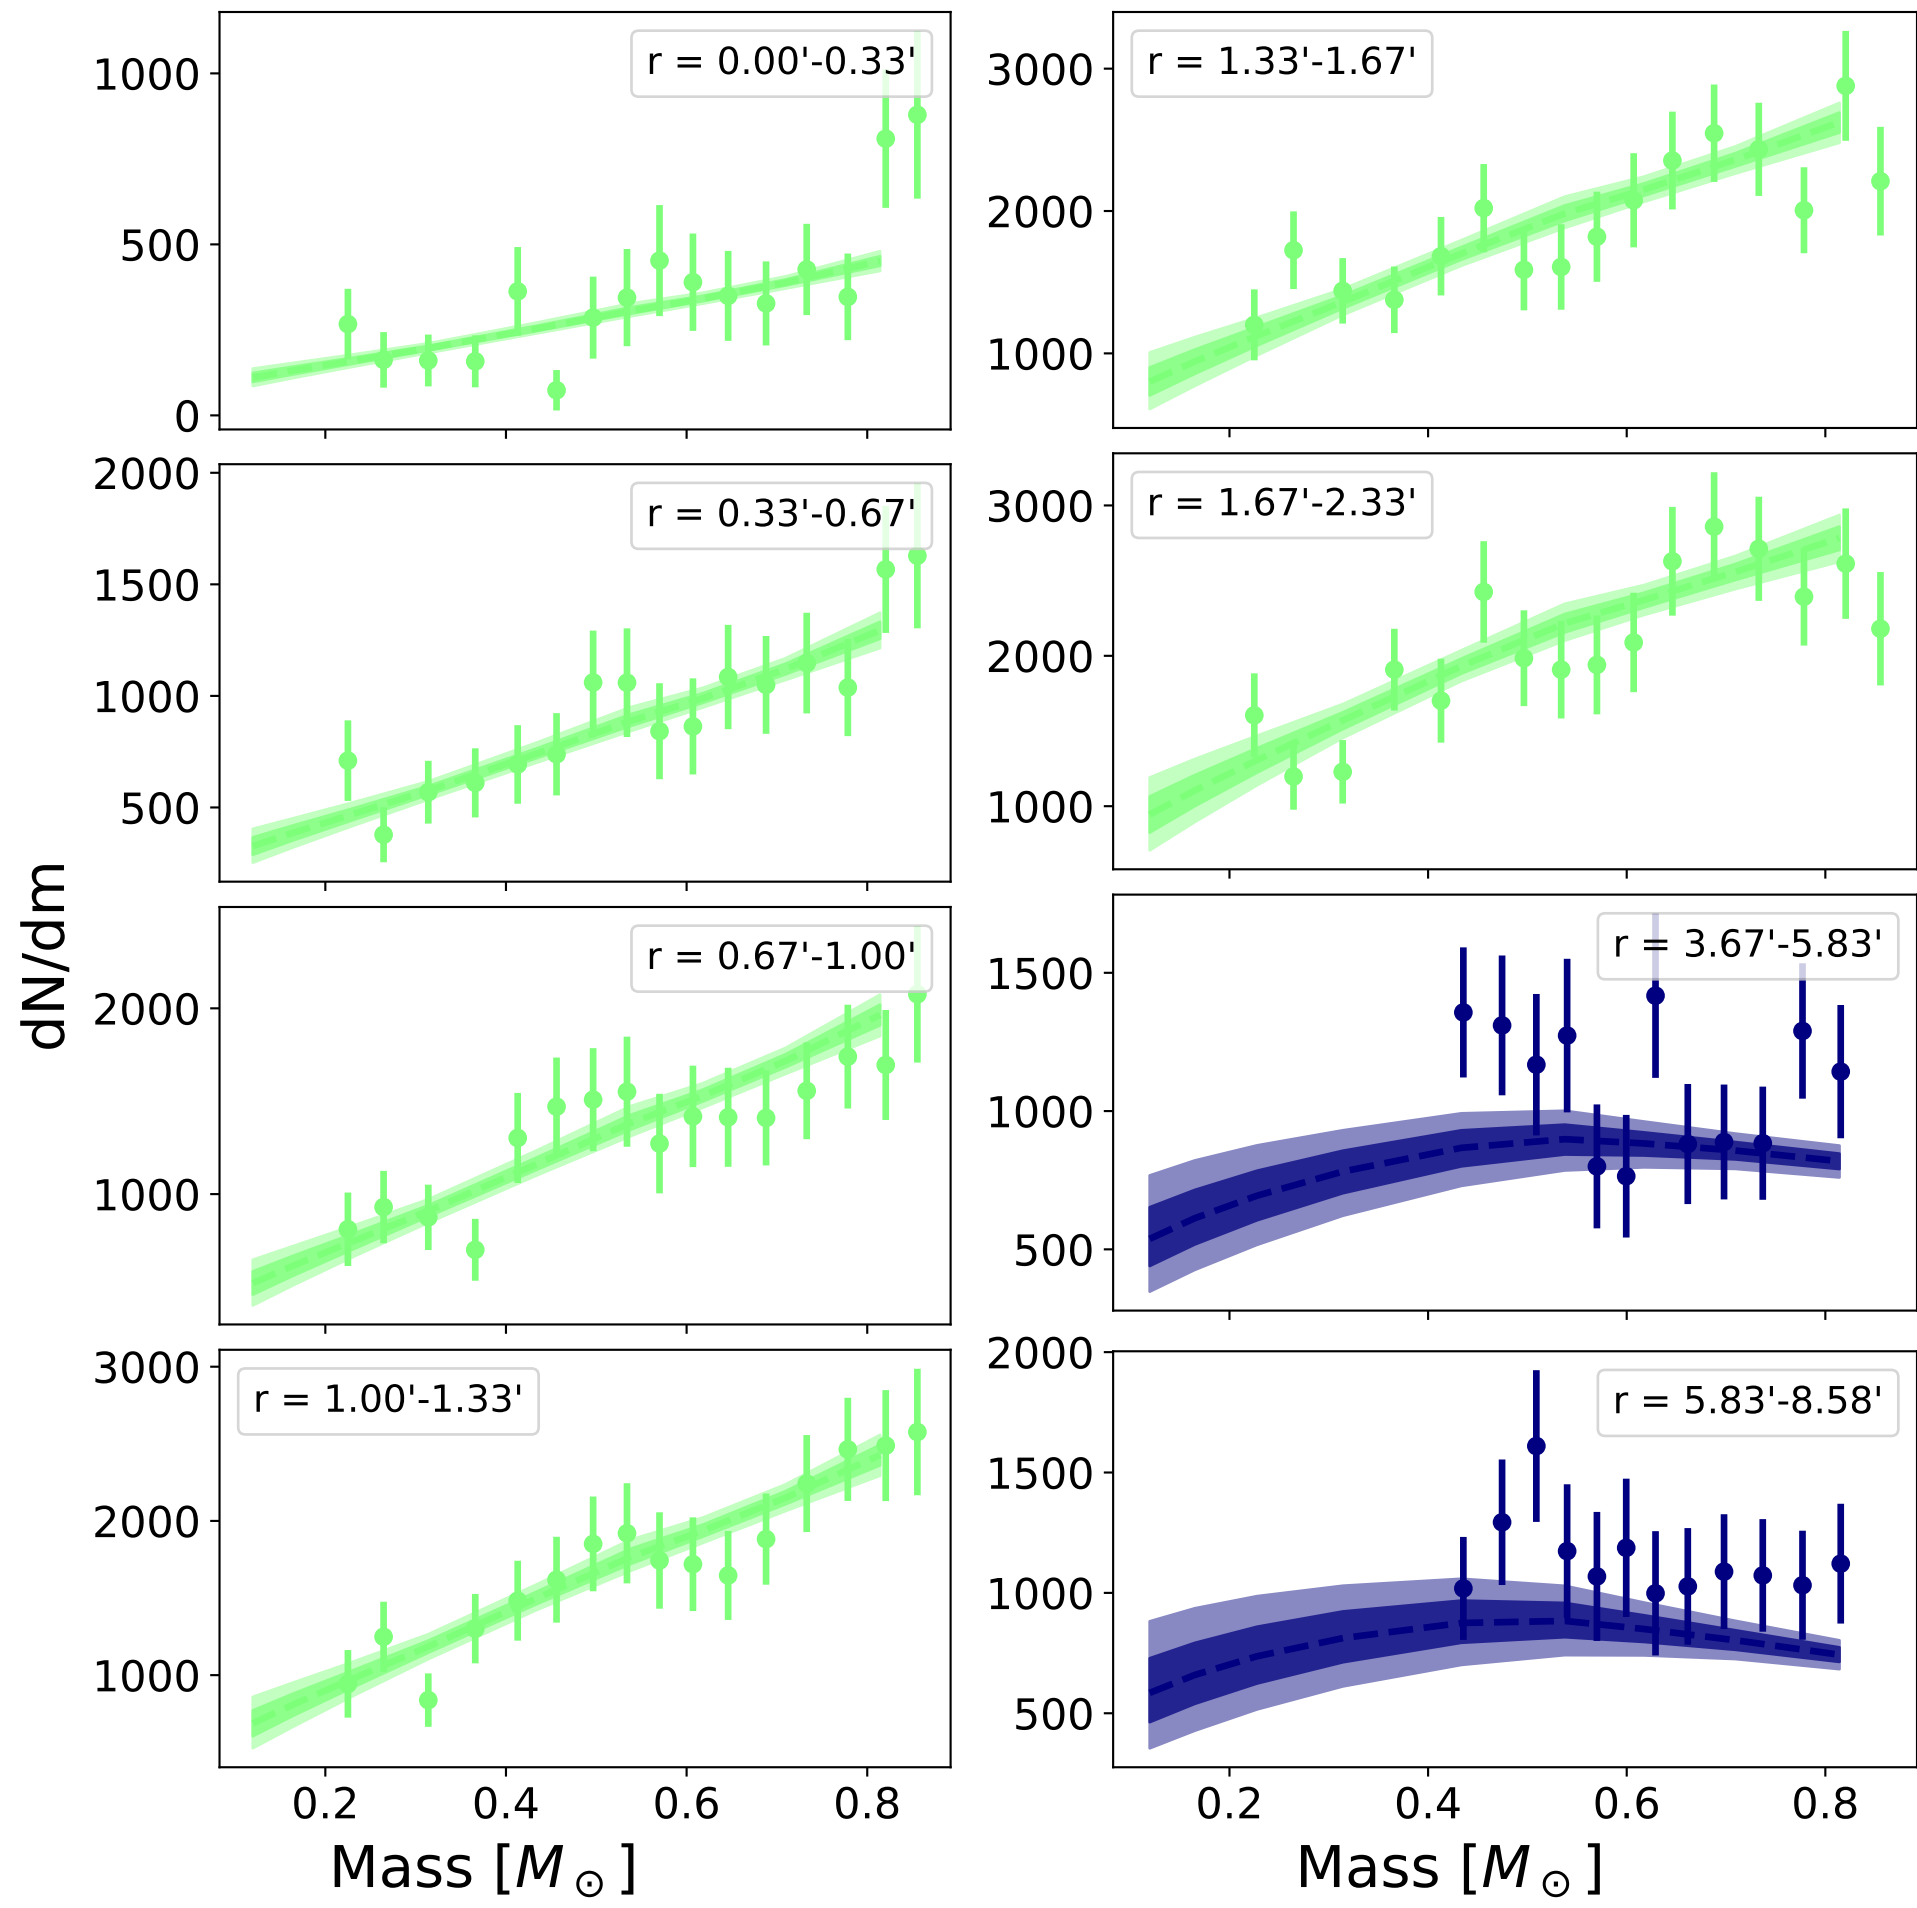 dN/dm
r = 0.00'-0.33'
1000
500
0
r = 0.33'-0.67'
2000
1500
1000
500
r = 0.67'-1.00'
2000
1000
r = 1.00'-1.33'
3000
2000
1000
0.2 0.4 0.6 0.8
Mass [M⊙]
r = 1.33'-1.67'
3000
2000
1000
r = 1.67'-2.33'
3000
2000
1000
r = 3.67'-5.83'
1500
1000
500
r = 5.83'-8.58'
2000
1500
1000
500
0.2 0.4 0.6 0.8
Mass [M⊙]